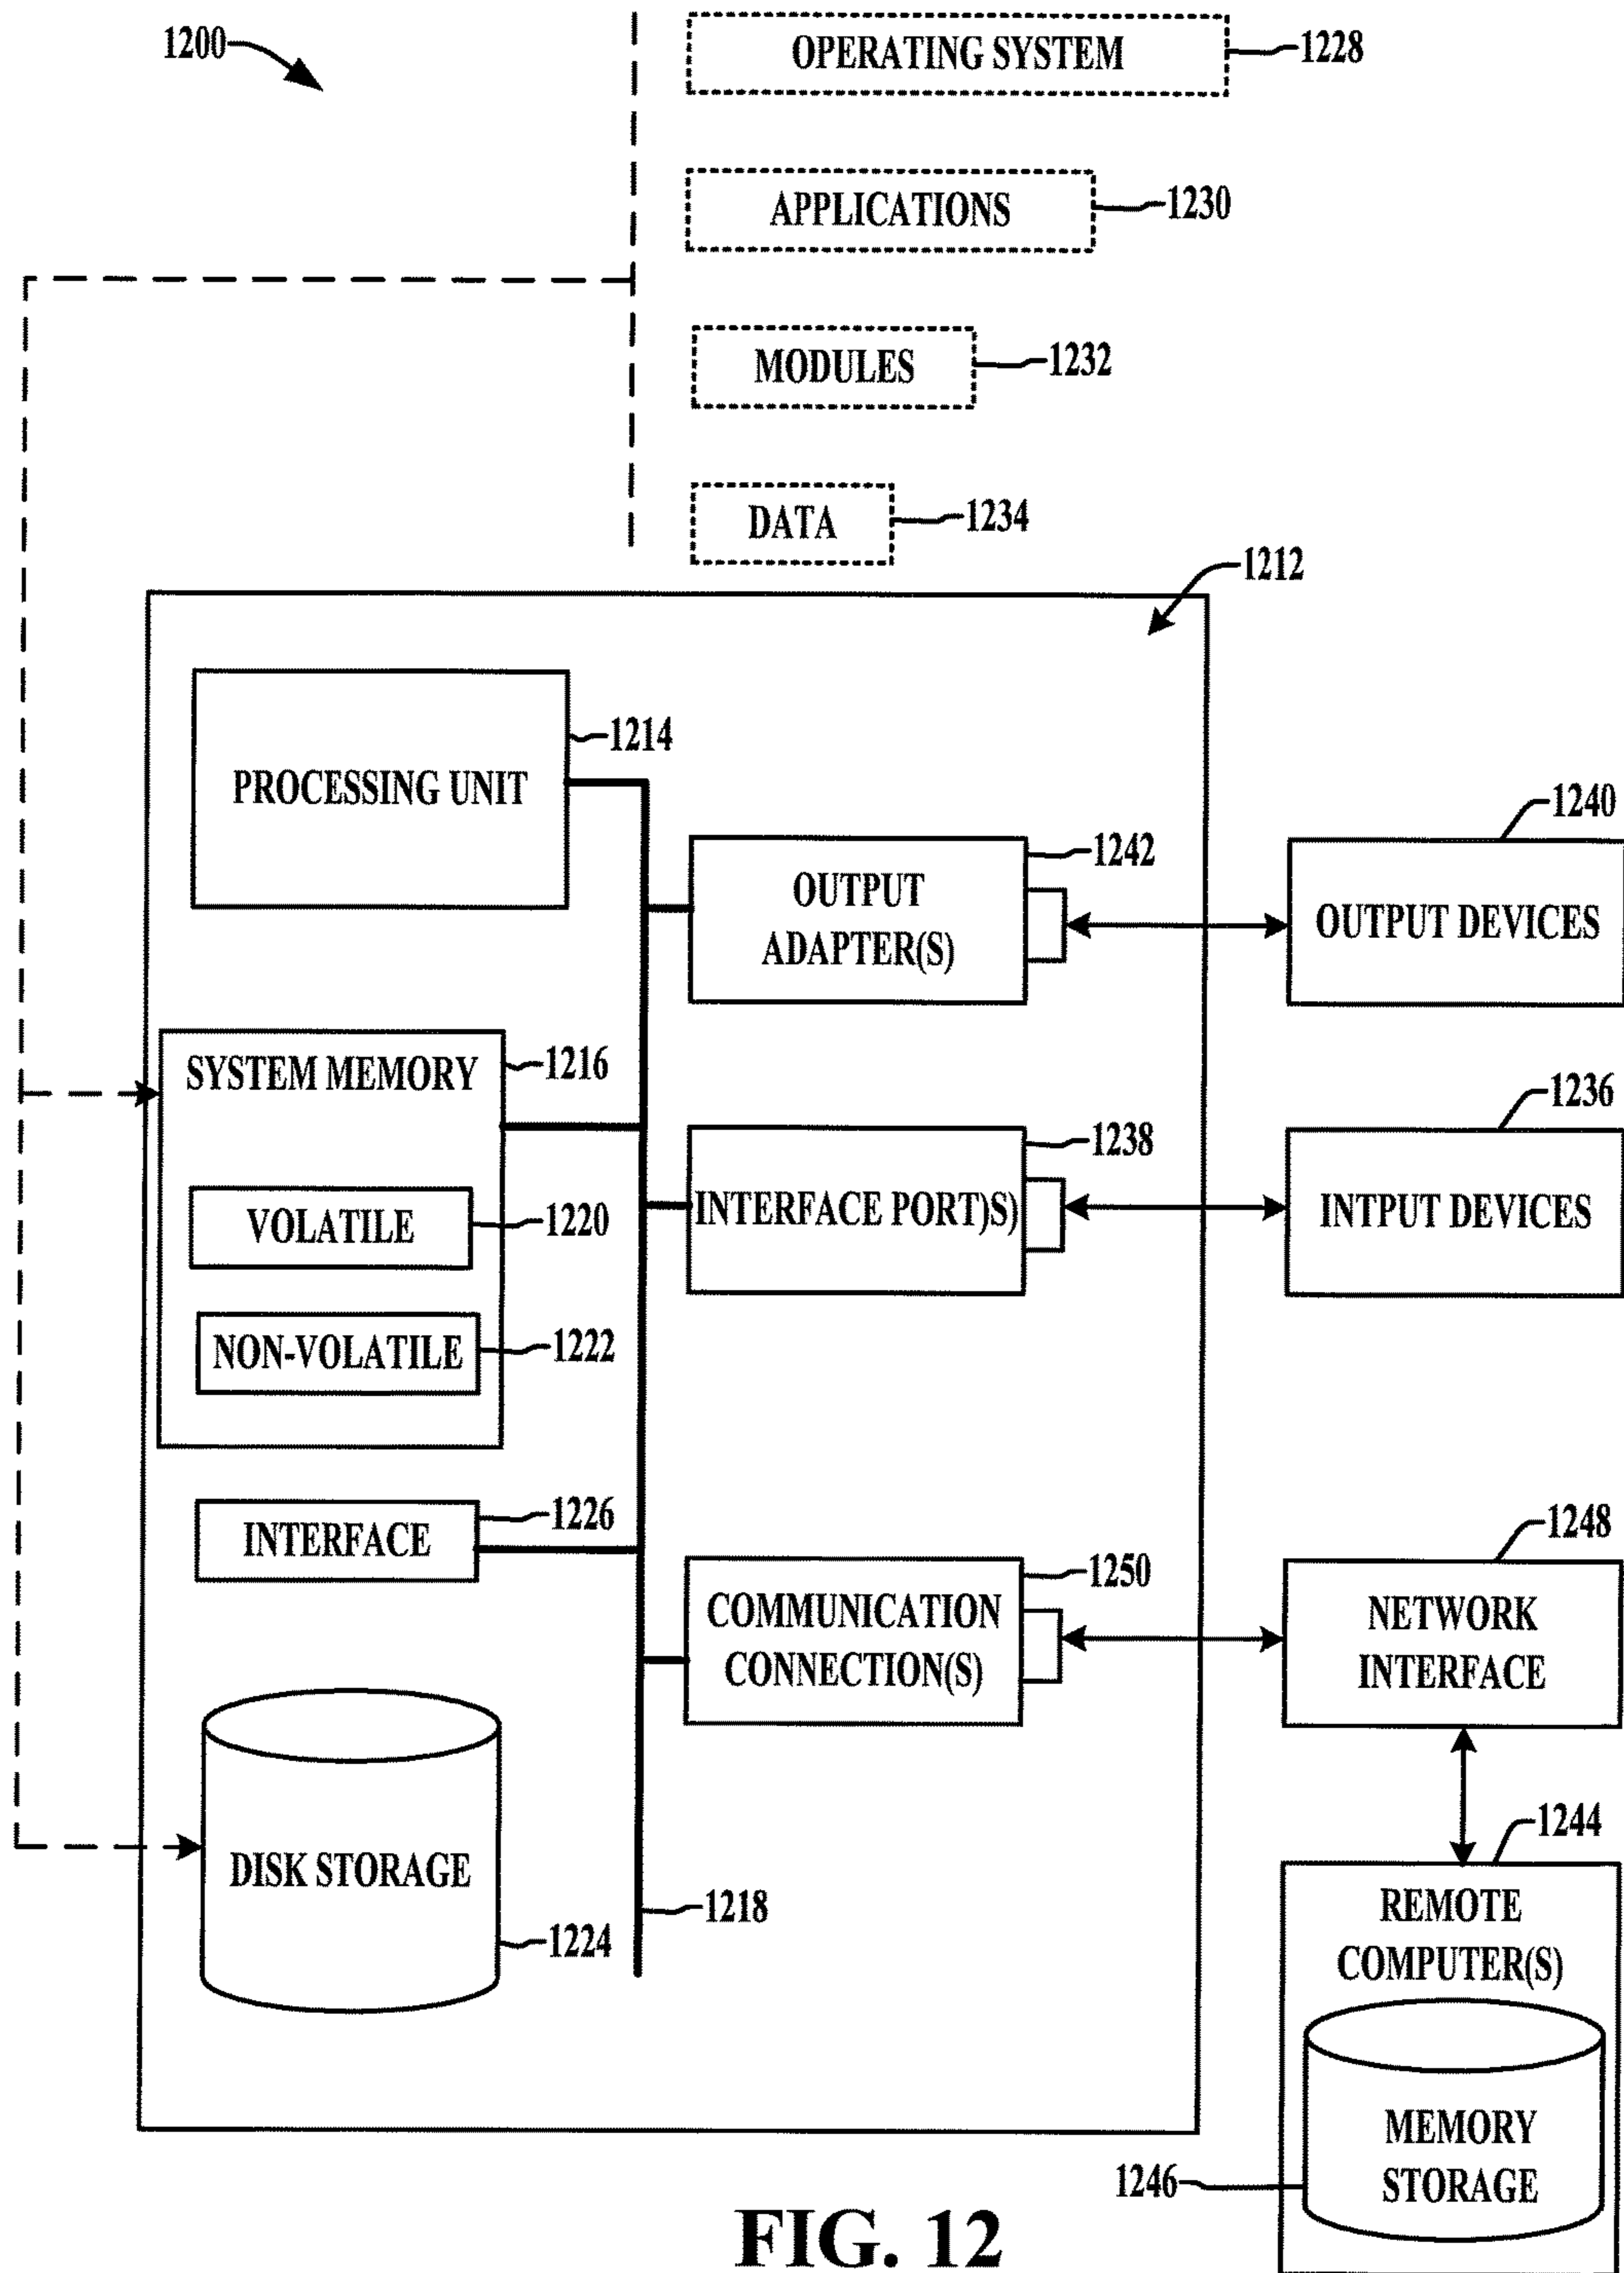 1200
OPERATING SYSTEM
1228
APPLICATIONS
1230
MODULES
1232
DATA
1234
1212
PROCESSING UNIT
1214
OUTPUT
ADAPTER(S)
1242
OUTPUT DEVICES
1240
SYSTEM MEMORY
1216
VOLATILE
1220
NON-VOLATILE
1222
INTERFACE PORT)S)
1238
INTPUT DEVICES
1236
INTERFACE
1226
COMMUNICATION
CONNECTION(S)
1250
NETWORK
INTERFACE
1248
DISK STORAGE
1224
1218
REMOTE
COMPUTER(S)
1244
MEMORY
STORAGE
1246
FIG. 12